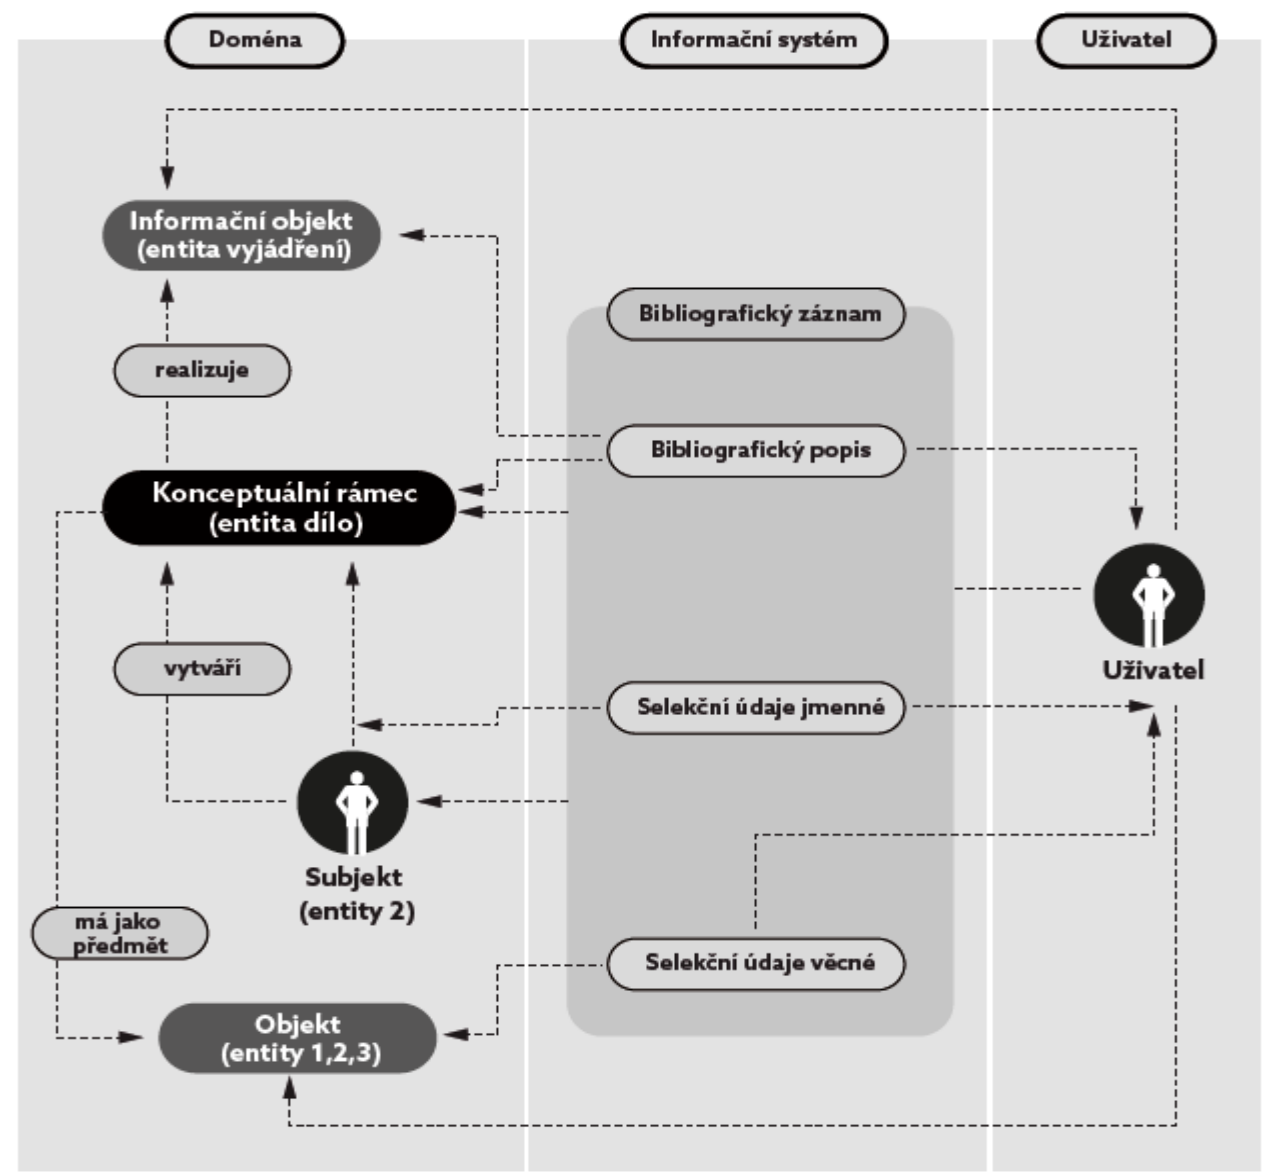 Doména
Informační systém
Uživatel
Informační objekt
(entita vyjádření)
Bibliografický záznam
realizuje
Bibliografický popis
Konceptuální rámec
(entita dílo)
vytváří
Uživatel
Selekční údaje jmenné
Subjekt
(entity 2)
má jako
předmět
Selekční údaje věcné
Objekt
(entity 1,2,3)